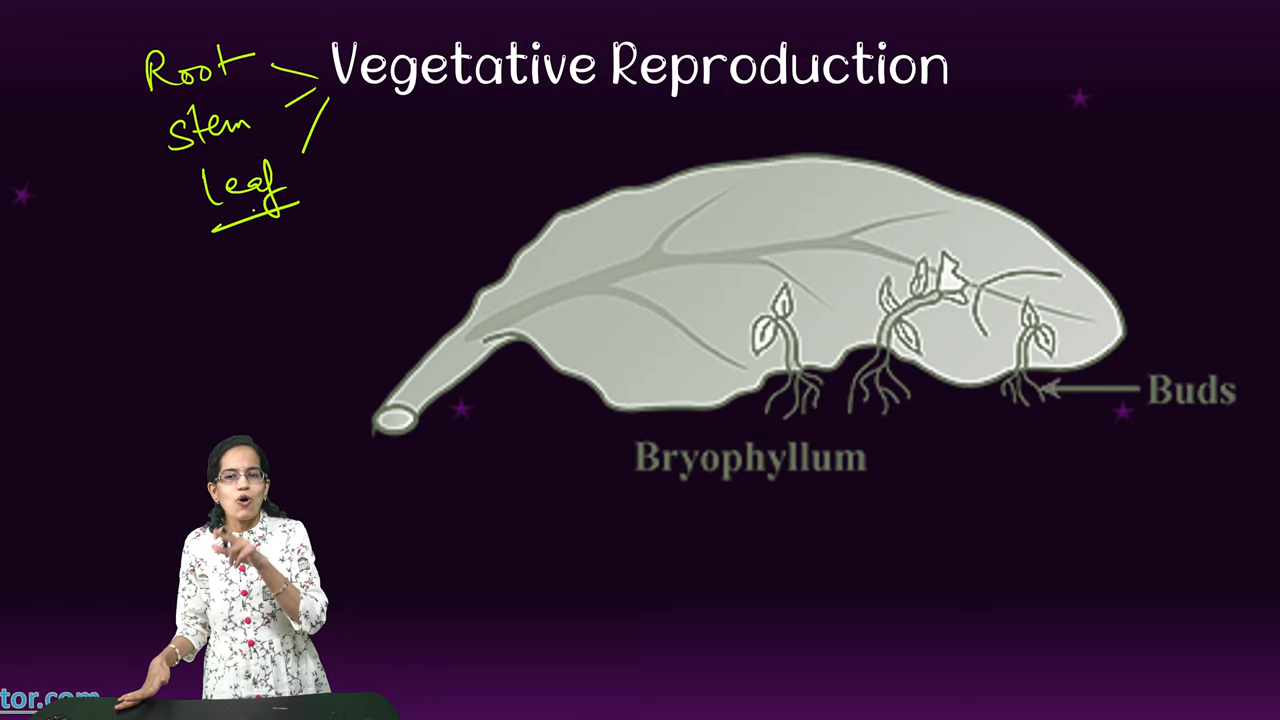 Vegetative Reproduction
Root
Stem
leaf
Buds
Bryophyllum
tor.com